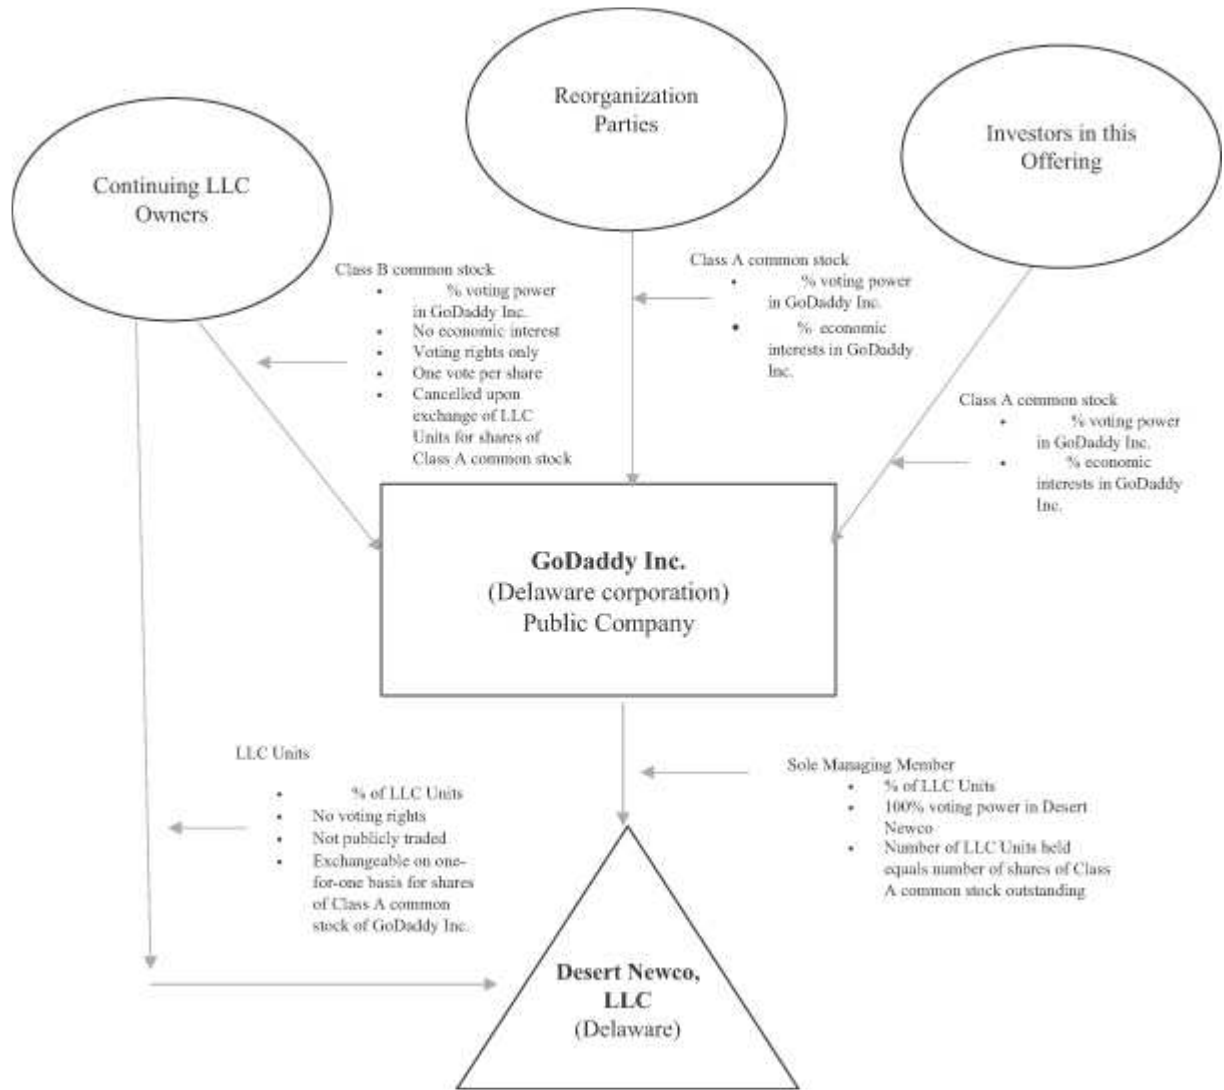 Reorganization
Parties
Investors in this
Offering
Continuing LLC
Owners
Class B common stock
• % voting power
in GoDaddy Inc.
• No economic interest
• Voting rights only
• One vote per share
• Cancelled upon
exchange of LLC
Units for shares of
Class A common stock
Class A common stock
• % voting power
in GoDaddy Inc.
• % economic
interests in GoDaddy
Inc.
Class A common stock
• % voting power
in GoDaddy Inc.
• % economic
interests in GoDaddy
Inc.
GoDaddy Inc.
(Delaware corporation)
Public Company
LLC Units
• % of LLC Units
• No voting rights
• Not publicly traded
• Exchangeable on one-
for-one basis for shares
of Class A common
stock of GoDaddy Inc.
Sole Managing Member
• % of LLC Units
• 100% voting power in Desert
Newco
• Number of LLC Units held
equals number of shares of Class
A common stock outstanding
Desert Newco,
LLC
(Delaware)